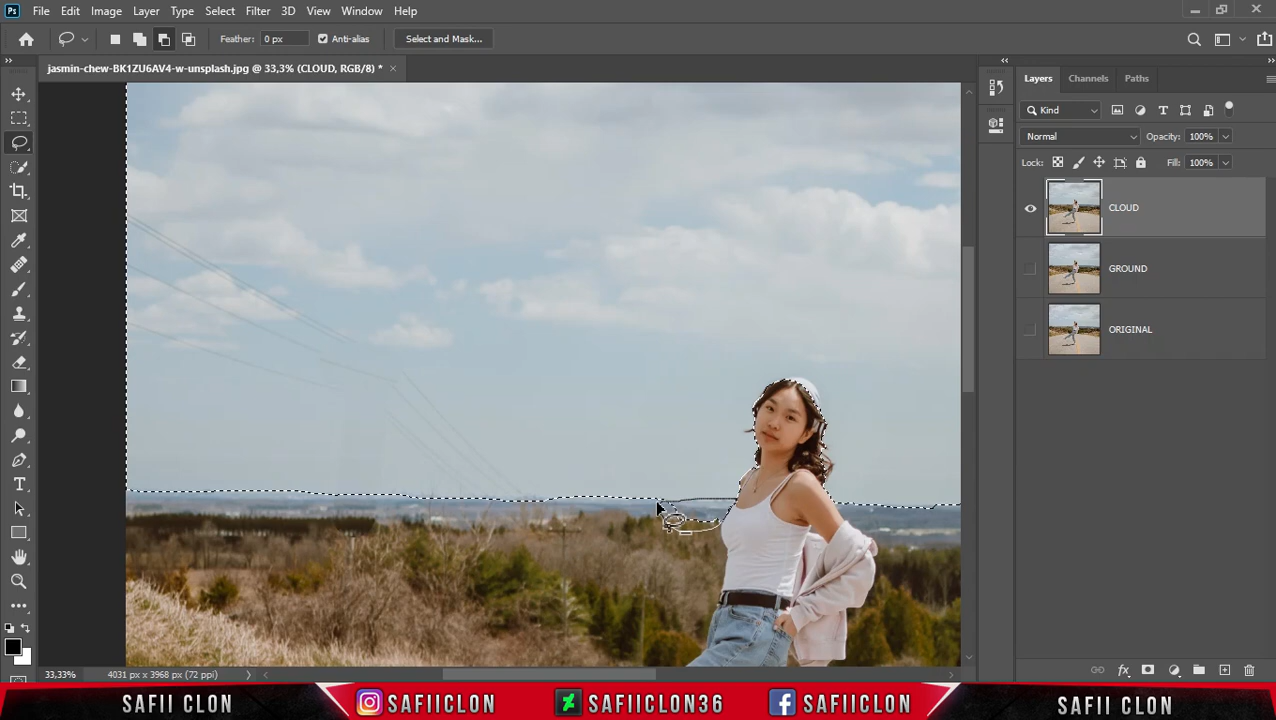 Ps File Edit Image Layer Type Select Filter 3D View Window Help
Feather: 0 px Anti-alias Select and Mask...
jasmin-chew-BK1ZU6AV4-w-unsplash.jpg @ 33,3% (CLOUD, RGB/8) *
Layers Channels Paths
Kind
Normal Opacity: 100%
Lock: Fill: 100%
CLOUD
GROUND
ORIGINAL
33,33% 4031 px x 3968 px (72 ppi)
SAFII CLON SAFIICLON SAFIICLON36 SAFIICLON SAFII CLON